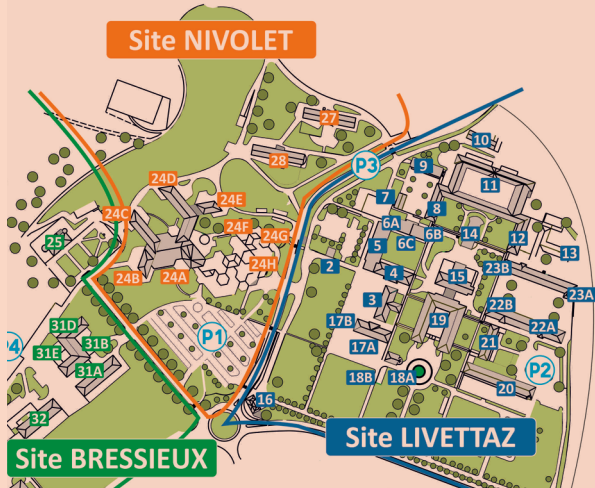 Site NIVOLET
27
P3
10
28
9
11
24D
24E
7
8
24C
24F
6A
24G
6B
14
12
25
5
6C
13
24H
2
23B
24B
24A
4
15
23A
3
22B
31D
17B
19
22A
P1
31B
21
4
31E
17A
P2
31A
18B
18A
20
16
32
Site LIVETTAZ
Site BRESSIEUX